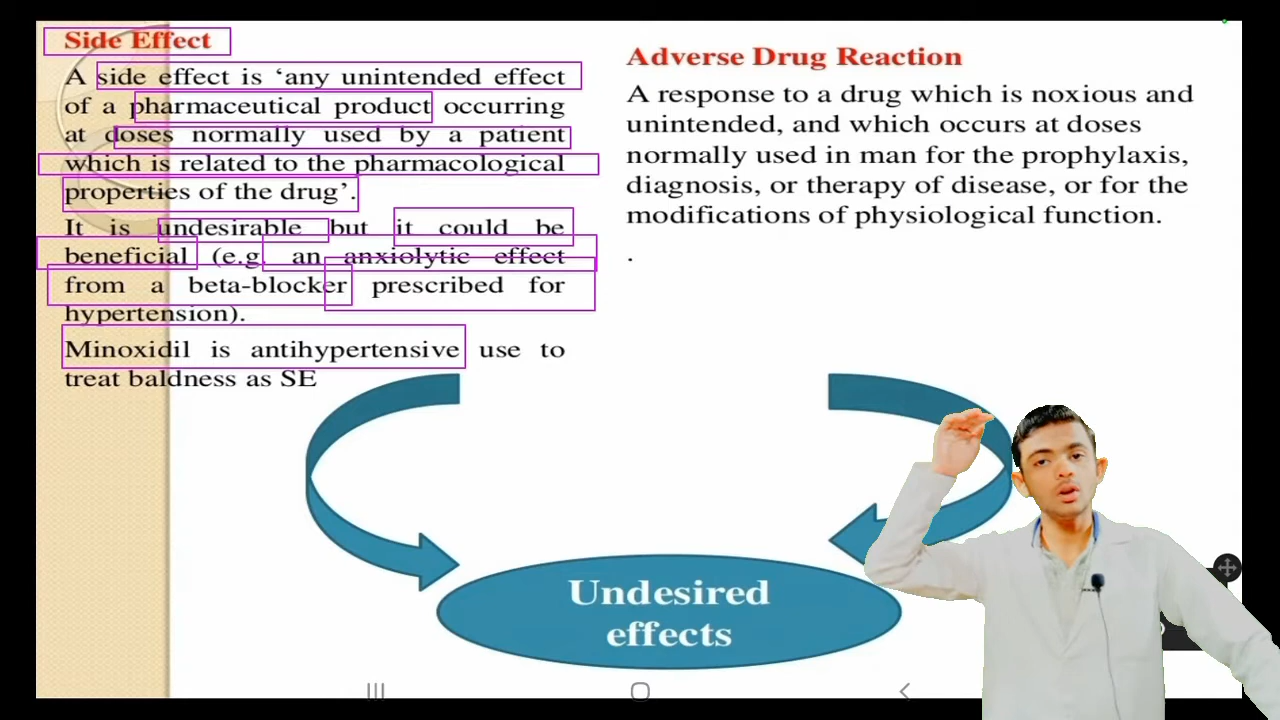 Side Effect
A side effect is ‘any unintended effect
of a pharmaceutical product occurring
at doses normally used by a patient
which is related to the pharmacological
properties of the drug’.
It is undesirable but it could be
beneficial (e.g. an anxiolytic effect
from a beta-blocker prescribed for
hypertension).
Minoxidil is antihypertensive use to
treat baldness as SE
Adverse Drug Reaction
A response to a drug which is noxious and
unintended, and which occurs at doses
normally used in man for the prophylaxis,
diagnosis, or therapy of disease, or for the
modifications of physiological function.
.
Undesired
effects